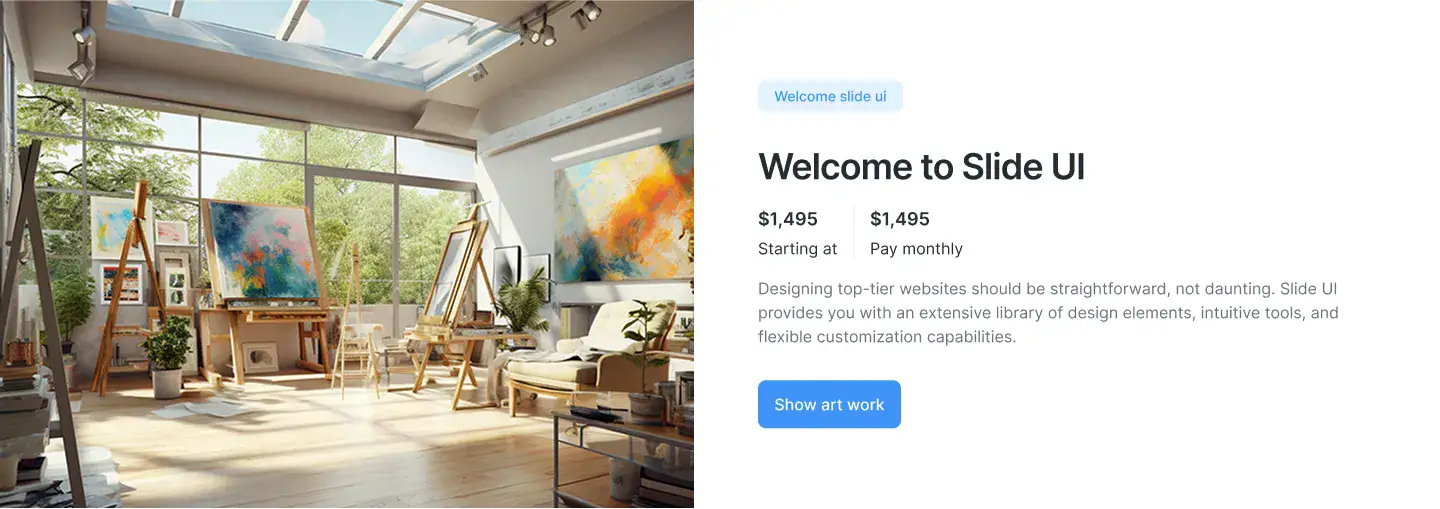 Welcome slide ui
Welcome to Slide UI
$1,495
Starting at
$1,495
Pay monthly
Designing top-tier websites should be straightforward, not daunting. Slide UI
provides you with an extensive library of design elements, intuitive tools, and
flexible customization capabilities.
Show art work